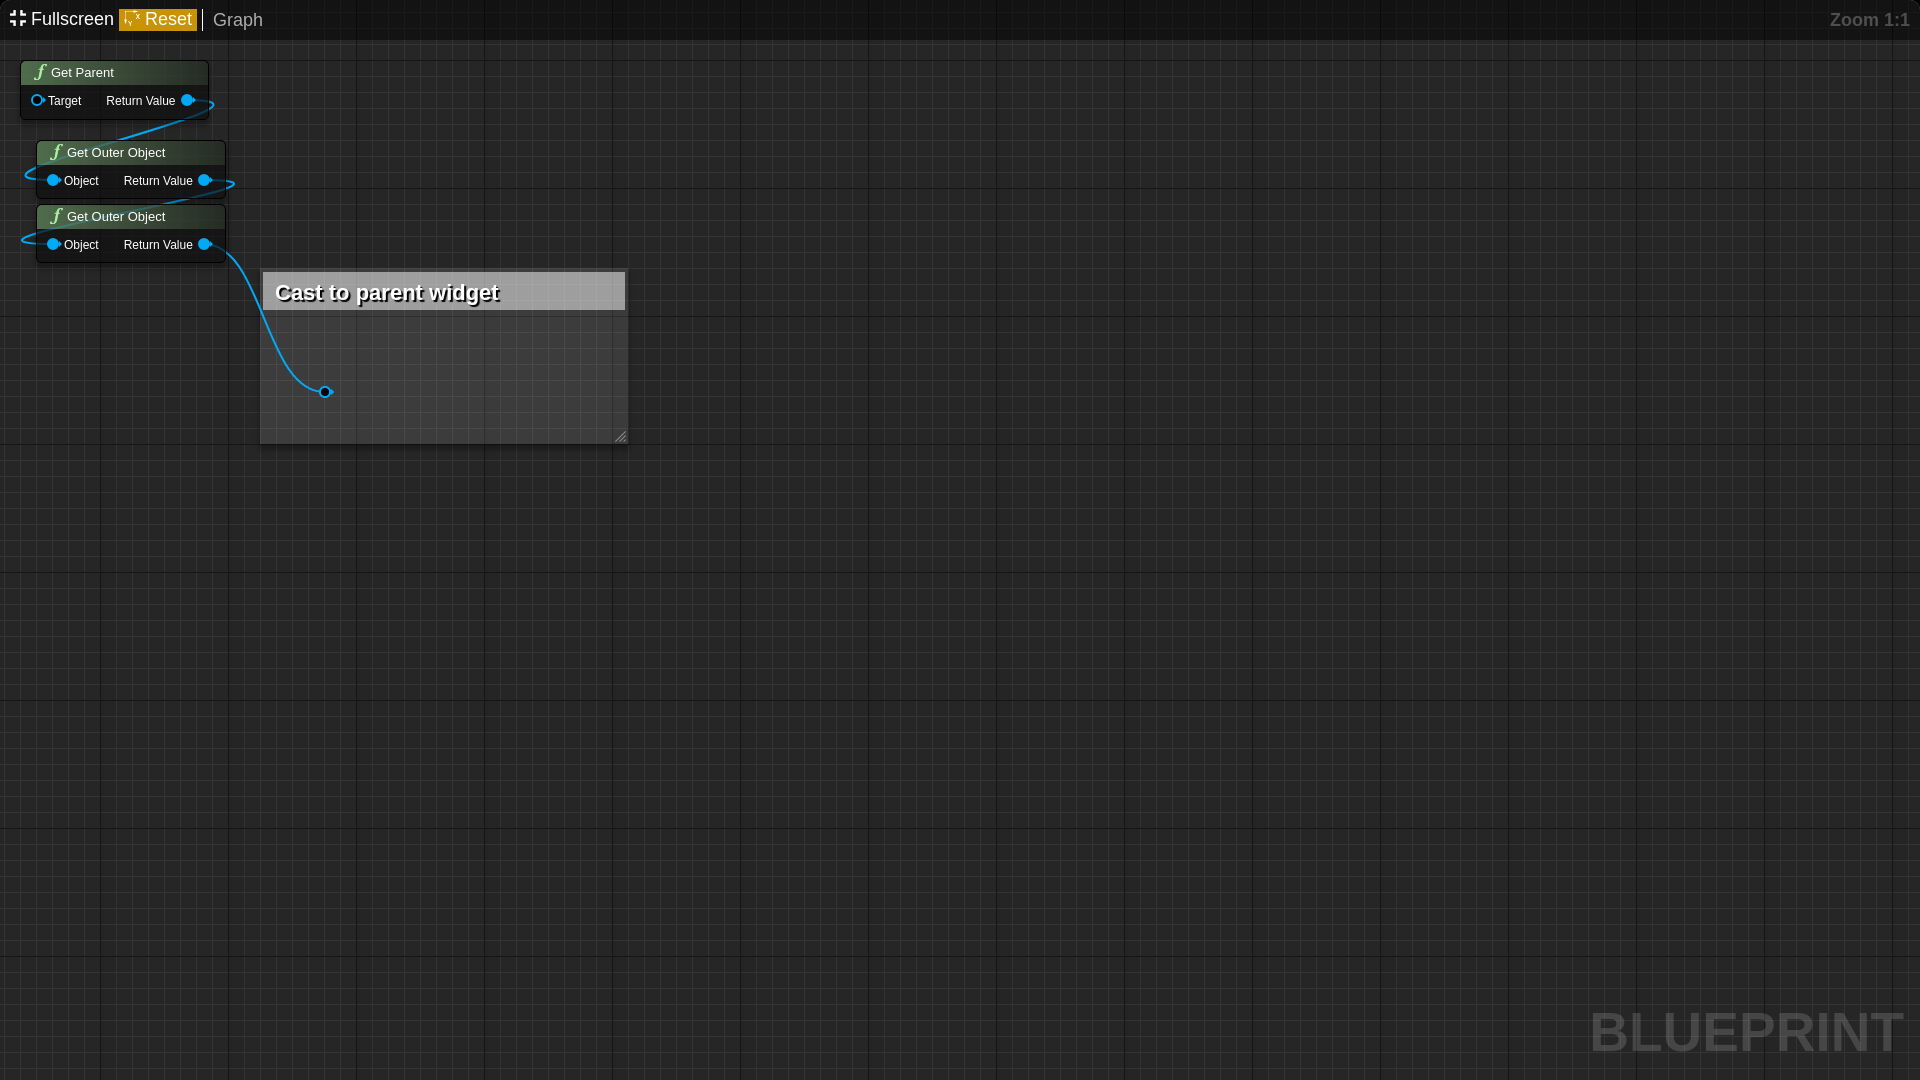 Fullscreen Reset Graph Zoom 1:1
Get Parent
Target Return Value
Get Outer Object
Object Return Value
Get Outer Object
Object Return Value
Cast to parent widget
BLUEPRINT